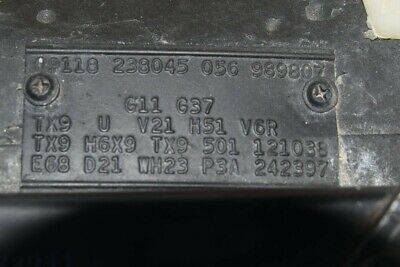 P118 238045 056 989807
G11 G37
TX9 U V21 H51 V6R
TX9 H6X9 TX9 501 121038
E68 D21 WH23 P3A 242397